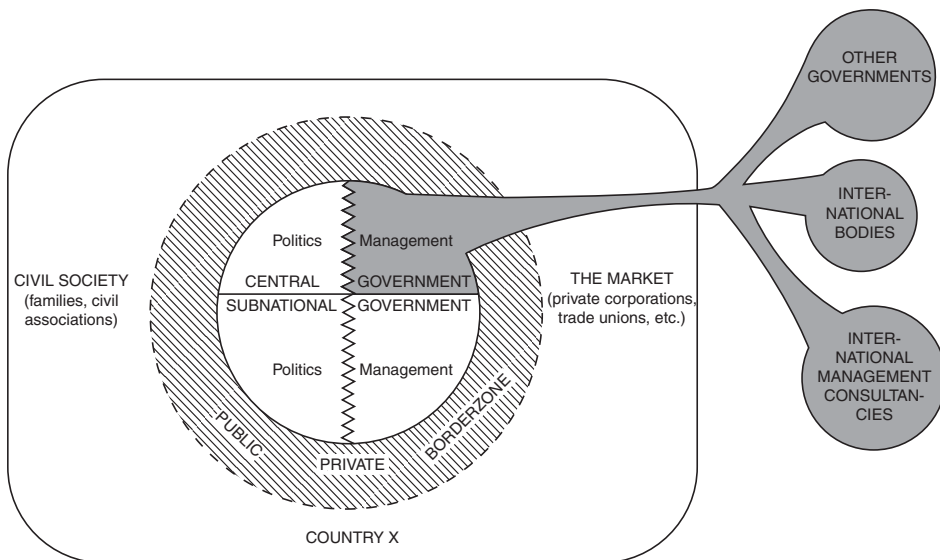 OTHER
GOVERNMENTS
INTER-
NATIONAL
BODIES
INTER-
NATIONAL
MANAGEMENT
CONSULTAN-
CIES
CIVIL SOCIETY
(families, civil
associations)
Politics
Management
CENTRAL
GOVERNMENT
SUBNATIONAL
GOVERNMENT
Politics
Management
THE MARKET
(private corporations,
trade unions, etc.)
PUBLIC
PRIVATE
BORDERZONE
COUNTRY X